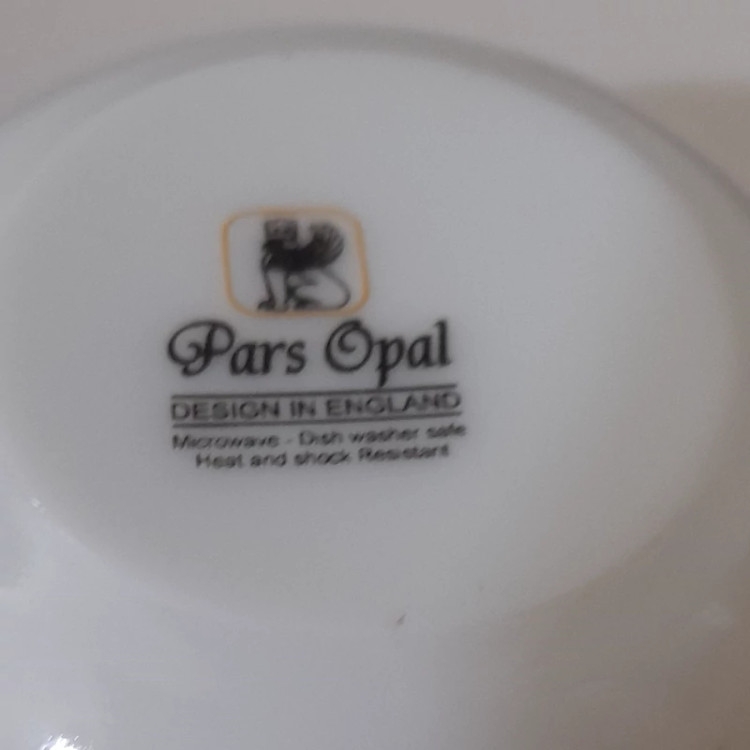 Pars Opal
DESIGN IN ENGLAND
Microwave - Dish washer safe
Heat and shock Resistant